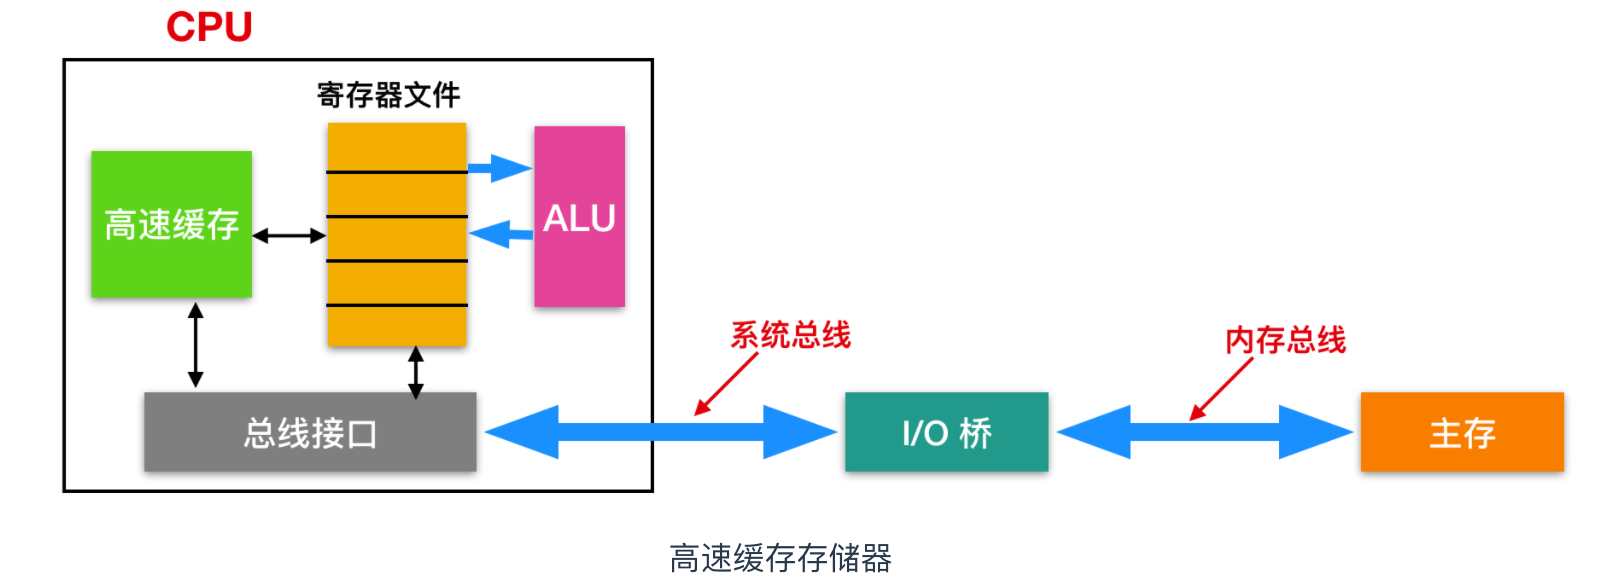 CPU
寄存器文件
高速缓存
ALU
系统总线
内存总线
总线接口
I/O 桥
主存
高速缓存存储器